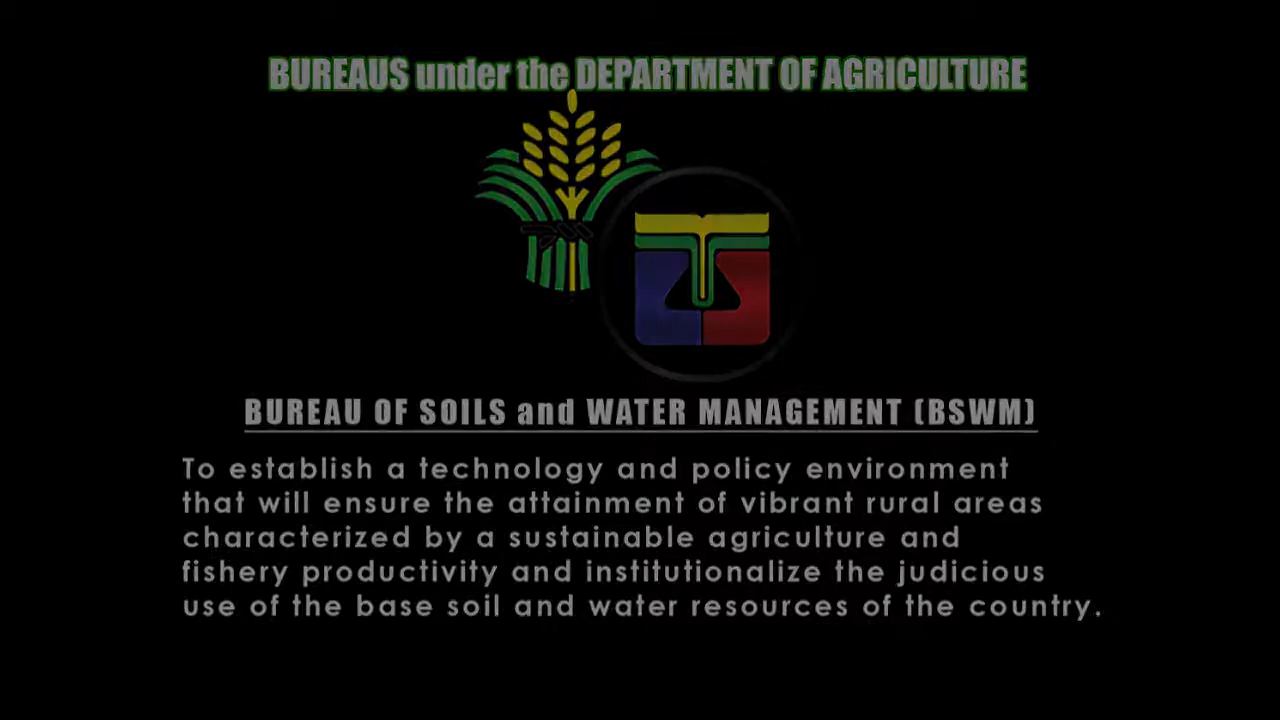 BUREAUS under the DEPARTMENT OF AGRICULTURE
BUREAU OF SOILS and WATER MANAGEMENT (BSWM)
To establish a technology and policy environment
that will ensure the attainment of vibrant rural areas
characterized by a sustainable agriculture and
fishery productivity and institutionalize the judicious
use of the base soil and water resources of the country.